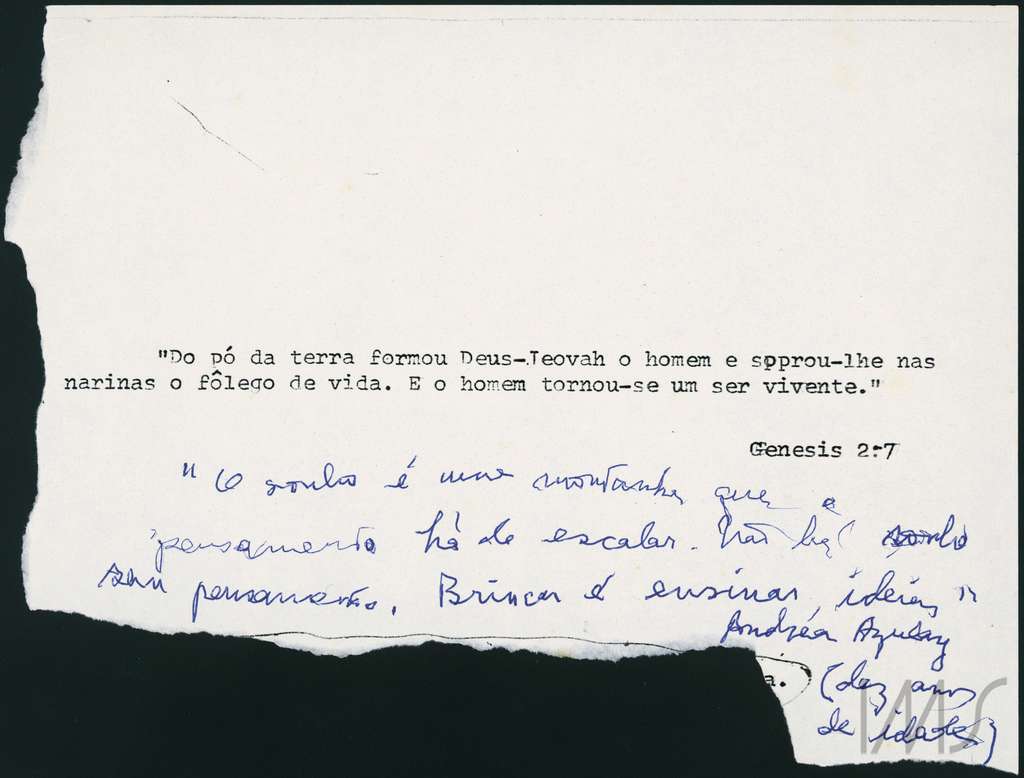 "Do pó da terra formou Deus-Jeovah o homem e soprou-lhe nas
narinas o fôlego de vida. E o homem tornou-se um ser vivente."
Genesis 2:7
"O sonho é uma montanha que o
pensamento há de escalar. Não há sonho
sem pensamento. Brincar é ensinar idéias"
Andréa Azulay
a. (dez anos
de idade)
IMS